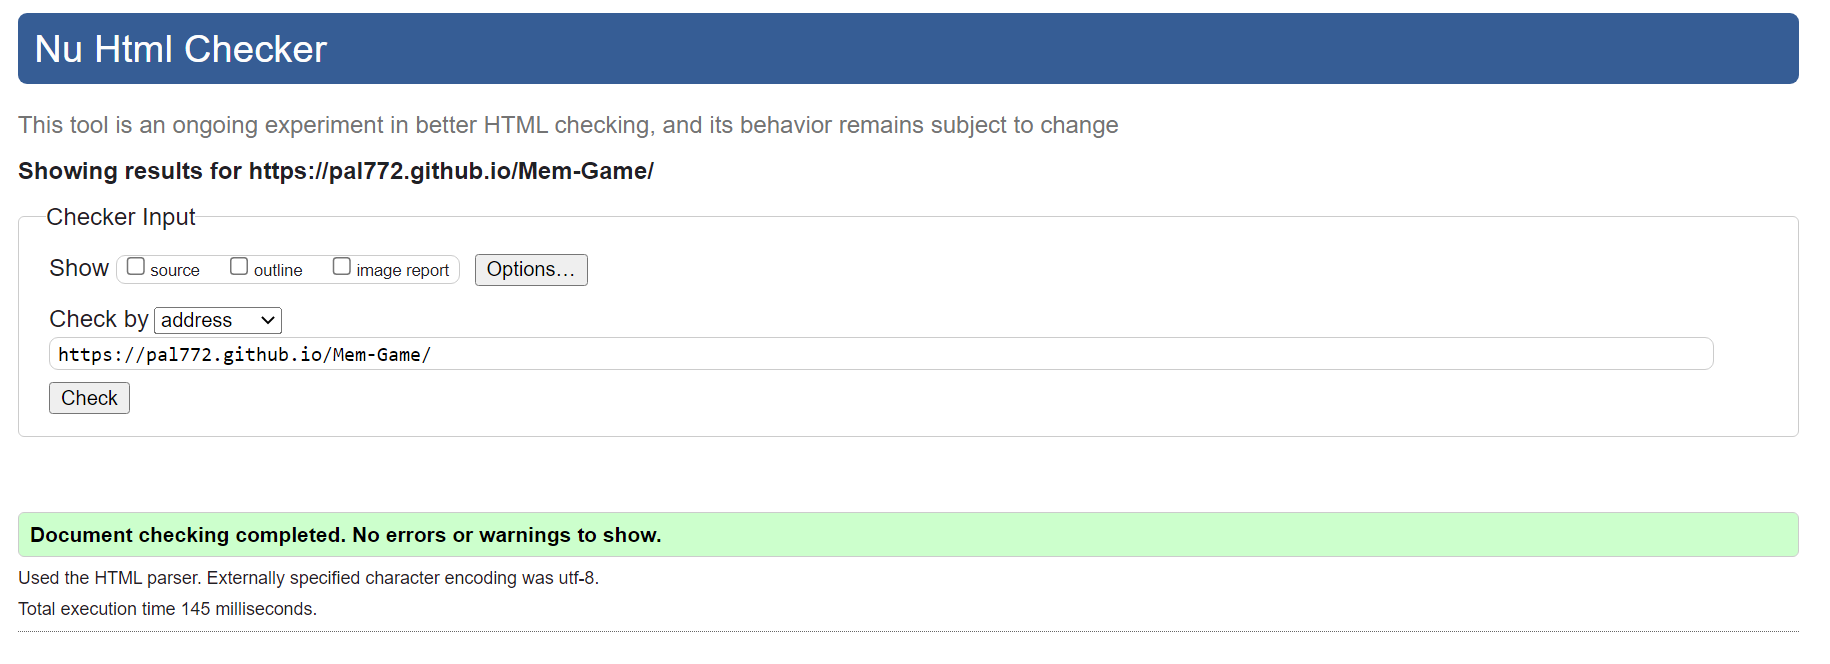 Nu Html Checker
This tool is an ongoing experiment in better HTML checking, and its behavior remains subject to change
Showing results for https://pal772.github.io/Mem-Game/
Checker Input
Show source outline image report Options…
Check by address
https://pal772.github.io/Mem-Game/
Check
Document checking completed. No errors or warnings to show.
Used the HTML parser. Externally specified character encoding was utf-8.
Total execution time 145 milliseconds.